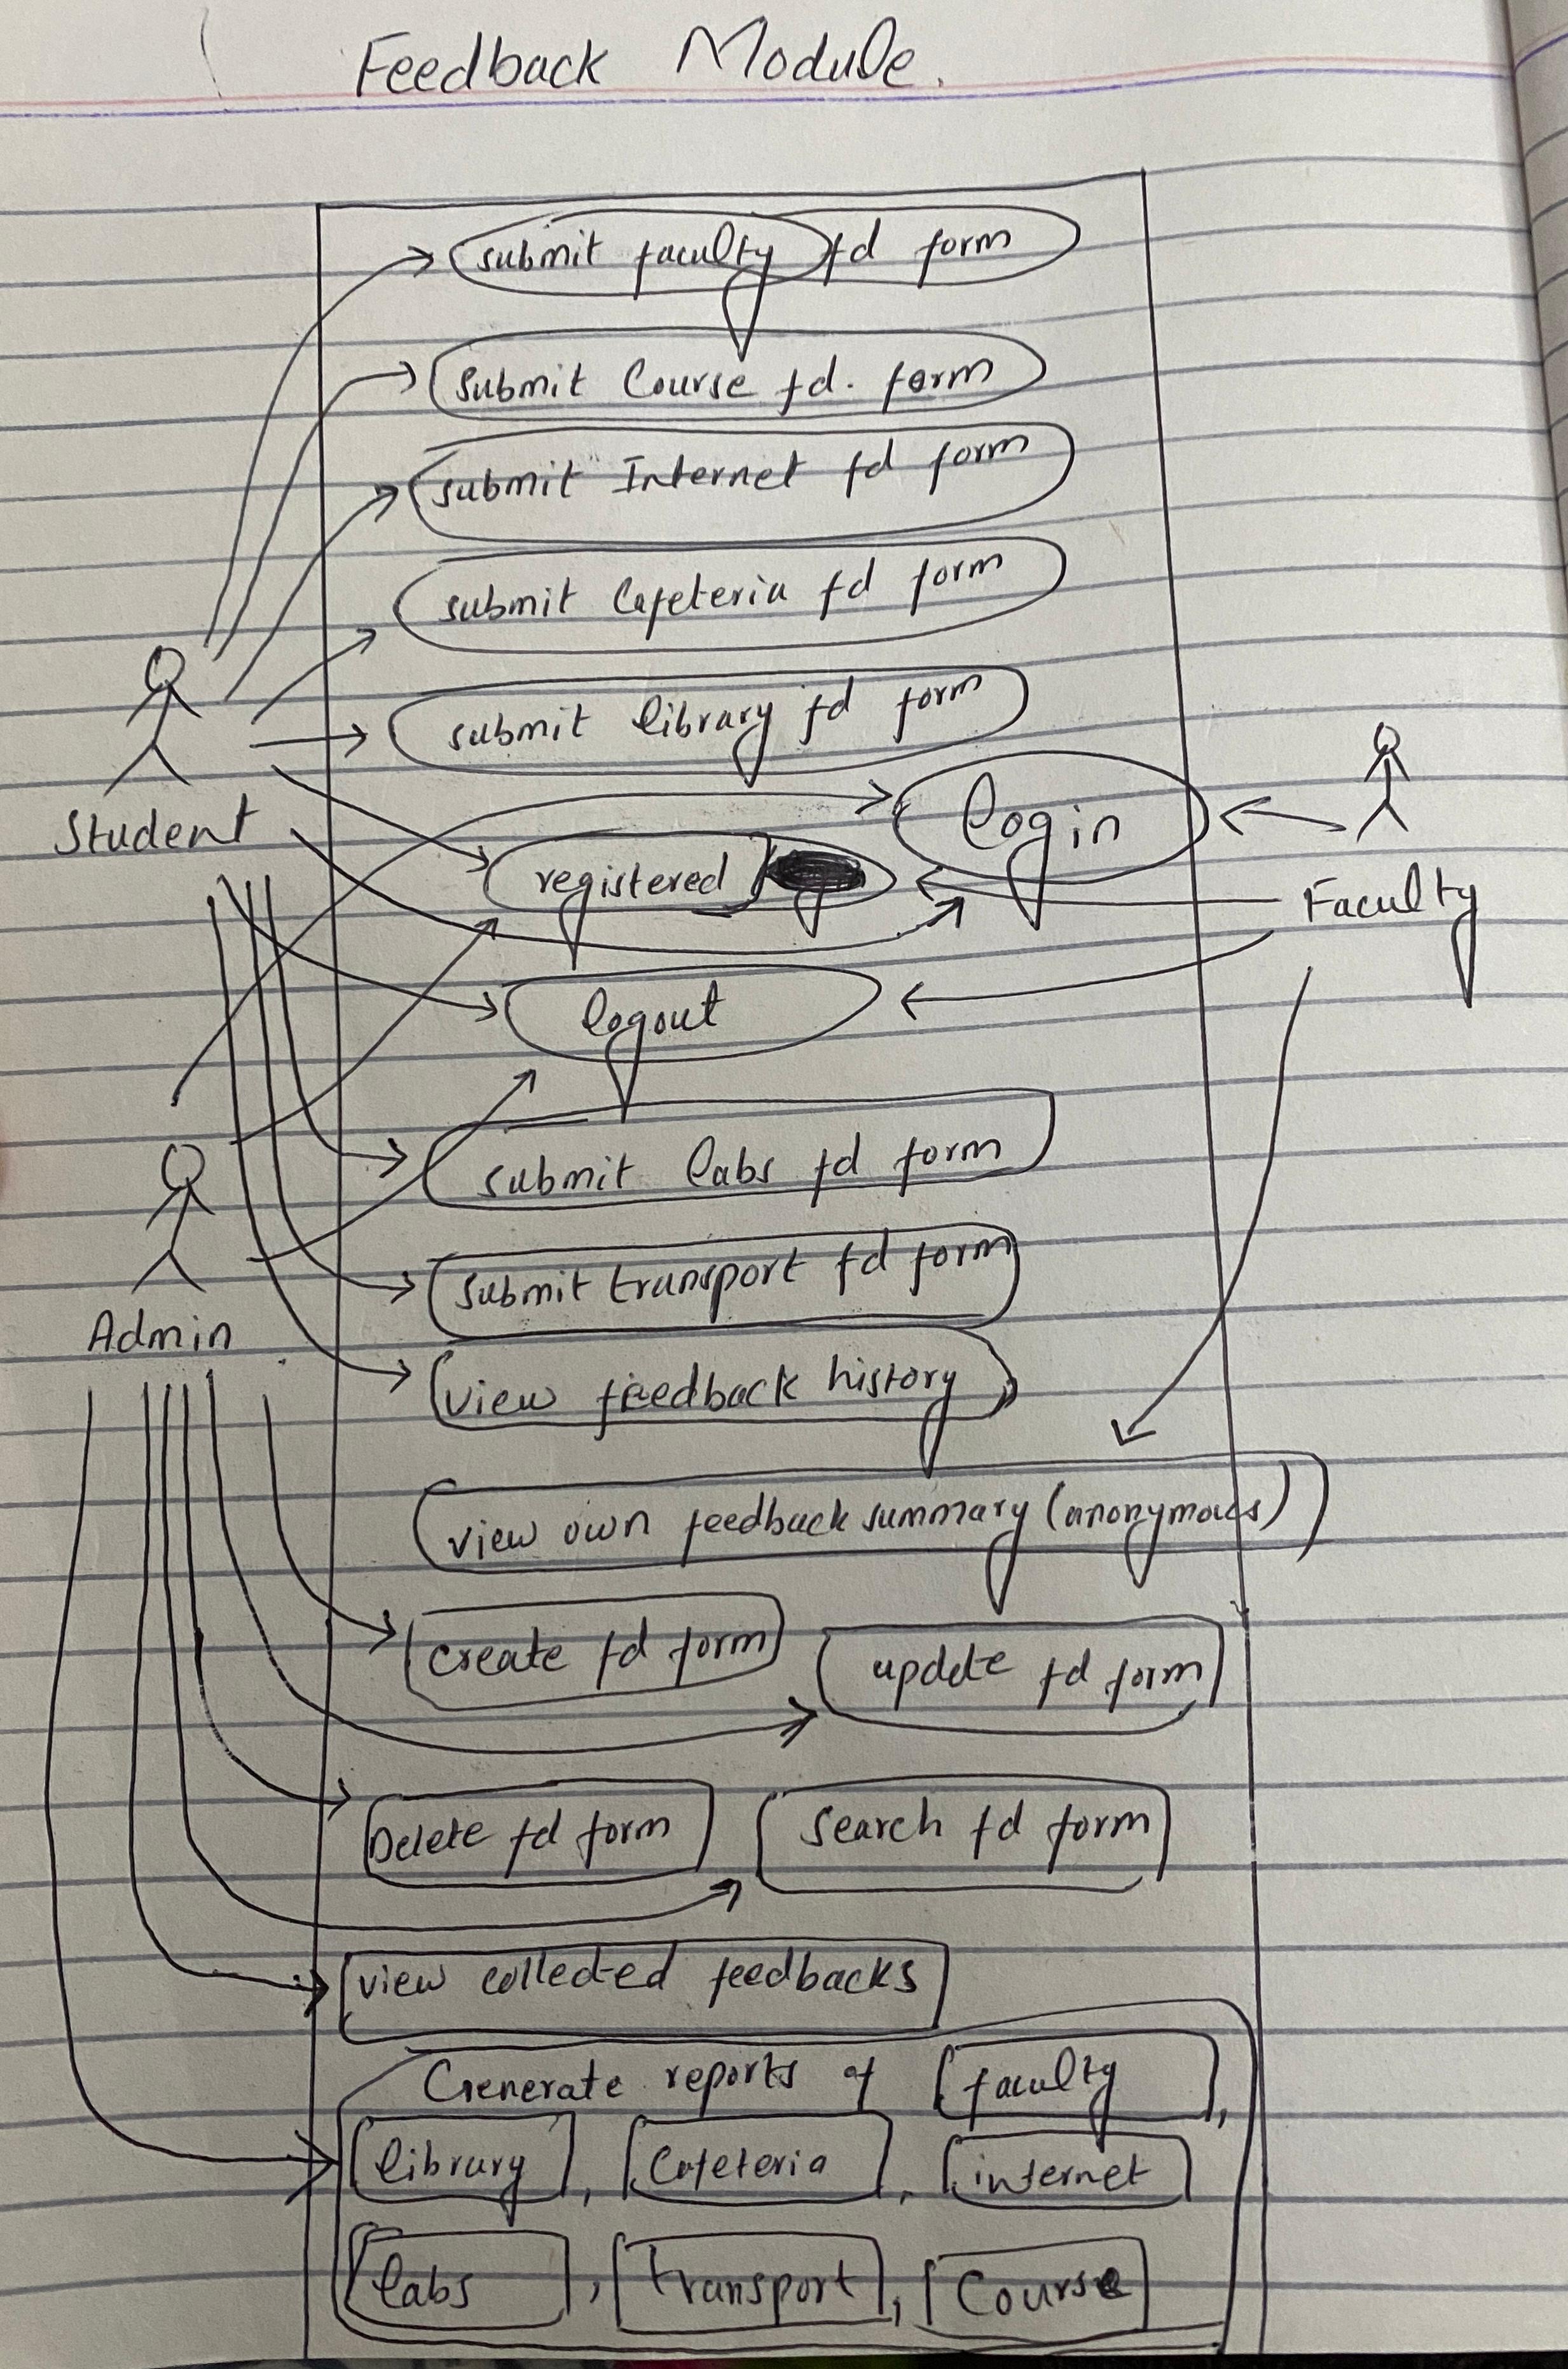 Feedback Module.
submit faculty fd form
submit Course fd. form
submit Internet fd form
submit Cafeteria fd form
submit library fd form
Student
login
registered
Faculty
logout
submit labs fd form
submit transport fd form
Admin
view feedback history
view own feedback summary (anonymous)
create fd form
update fd form
Delete fd form
Search fd form
view collected feedbacks
Generate reports of faculty,
library, Cafeteria, internet
labs, transport, Course